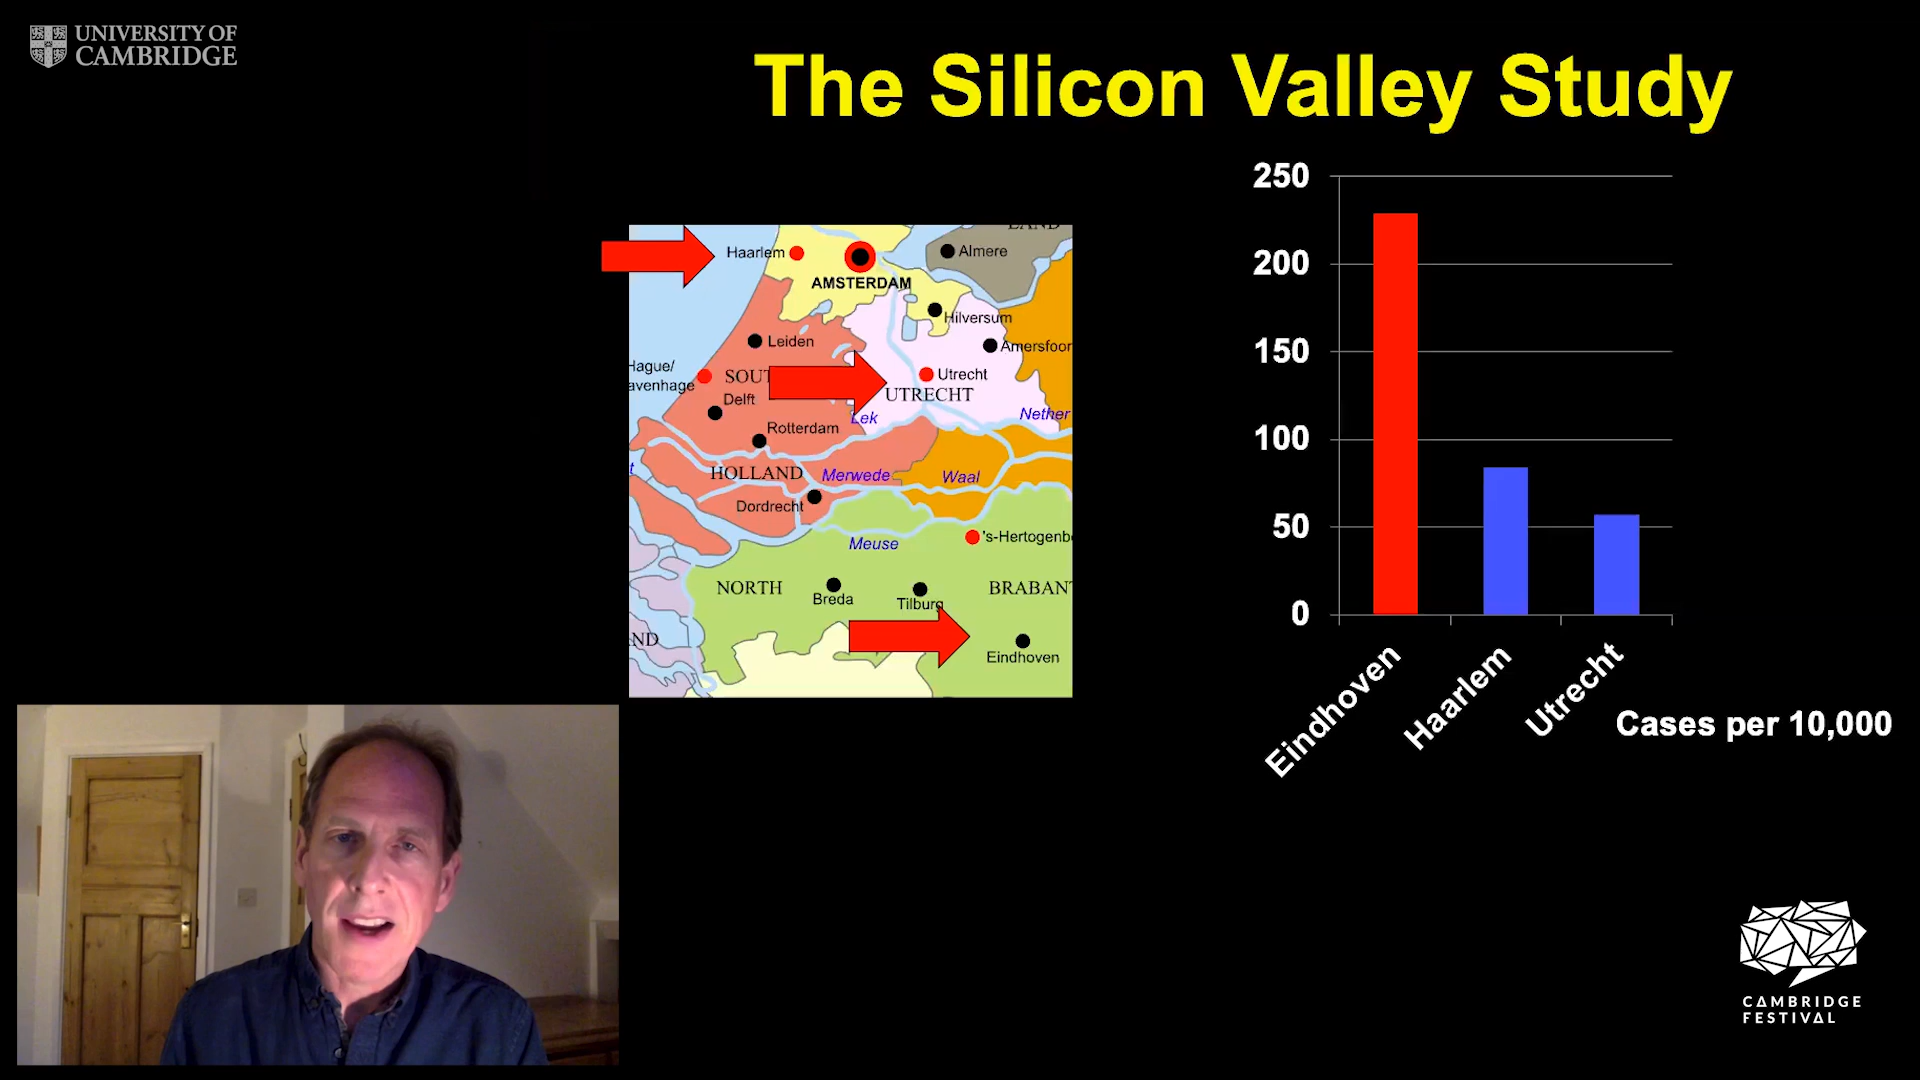 UNIVERSITY OF
CAMBRIDGE
The Silicon Valley Study
LAND
Haarlem
Almere
AMSTERDAM
Hilversum
Leiden
Amersfoor
Hague/
avenhage
SOUT
Utrecht
UTRECHT
Delft
Lek
Nether
Rotterdam
HOLLAND
Merwede
Waal
t
Dordrecht
Meuse
's-Hertogenb
NORTH
BRABANT
Breda
Tilburg
ND
Eindhoven
250
200
150
100
50
0
Eindhoven
Haarlem
Utrecht
Cases per 10,000
CAMBRIDGE
FESTIVAL